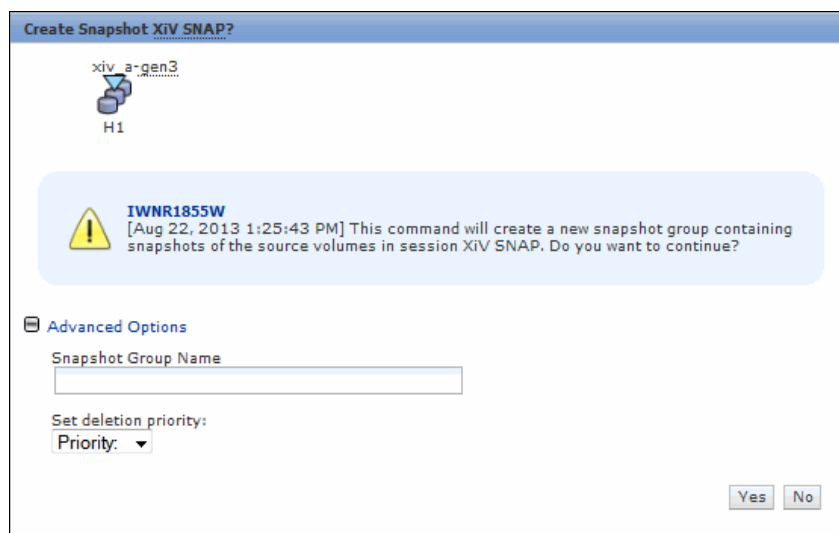 Create Snapshot XiV SNAP?
xiv_a-gen3
H1
IWNR1855W
[Aug 22, 2013 1:25:43 PM] This command will create a new snapshot group containing
snapshots of the source volumes in session XiV SNAP. Do you want to continue?
Advanced Options
Snapshot Group Name
Set deletion priority:
Priority:
Yes No